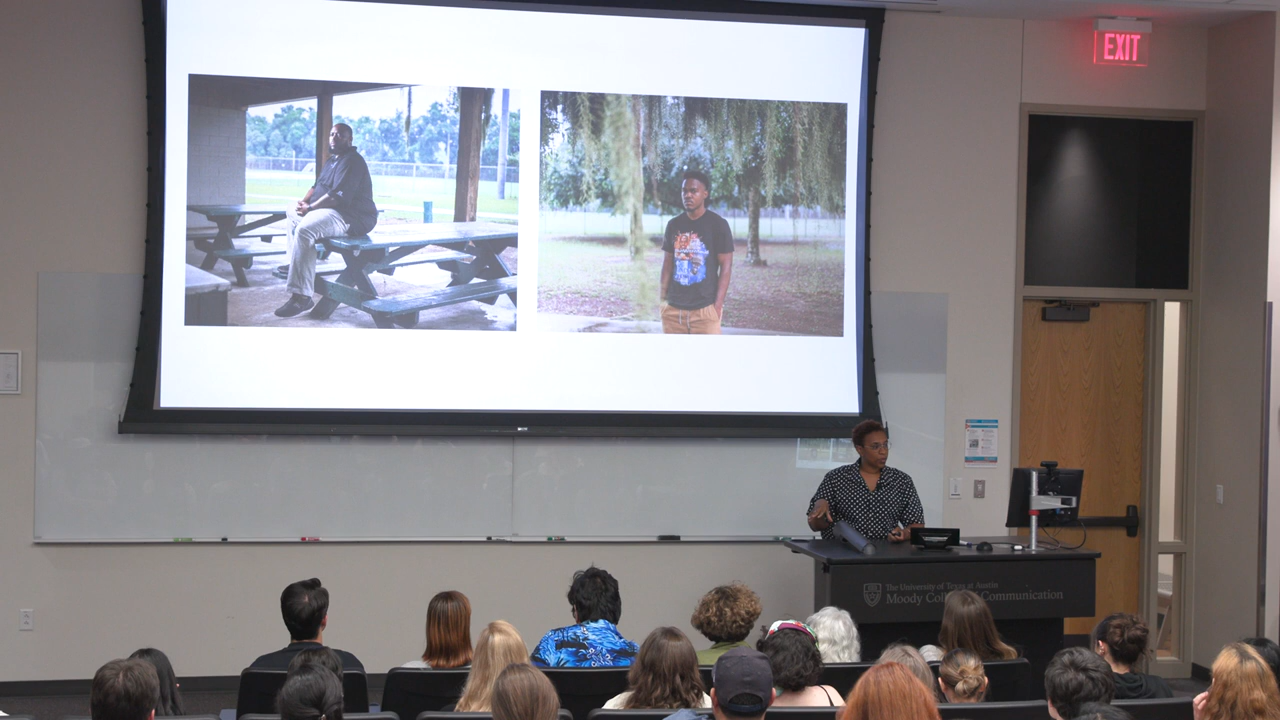 EXIT
The University of Texas at Austin
Moody College of Communication